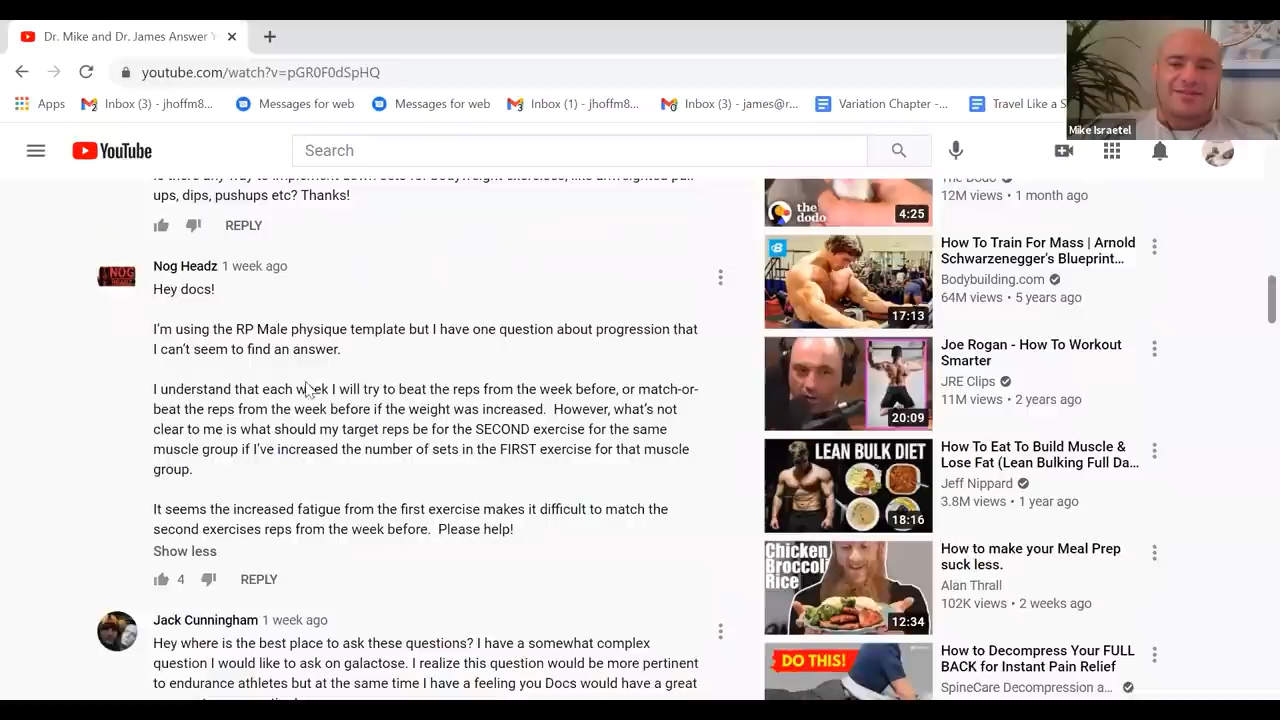 Dr. Mike and Dr. James Answer Y
youtube.com/watch?v=pGR0F0dSpHQ
Apps
Inbox (3) - jhoffm8...
Messages for web
Messages for web
Inbox (1) - jhoffm8...
Inbox (3) - james@r...
Variation Chapter -...
Travel Like a S
Mike Israetel
YouTube
Search
ups, dips, pushups etc? Thanks!
REPLY
Nog Headz 1 week ago
Hey docs!
I'm using the RP Male physique template but I have one question about progression that
I can't seem to find an answer.
I understand that each week I will try to beat the reps from the week before, or match-or-
beat the reps from the week before if the weight was increased. However, what's not
clear to me is what should my target reps be for the SECOND exercise for the same
muscle group if I've increased the number of sets in the FIRST exercise for that muscle
group.
It seems the increased fatigue from the first exercise makes it difficult to match the
second exercises reps from the week before. Please help!
Show less
4 REPLY
Jack Cunningham 1 week ago
Hey where is the best place to ask these questions? I have a somewhat complex
question I would like to ask on galactose. I realize this question would be more pertinent
to endurance athletes but at the same time I have a feeling you Docs would have a great
NOG
the
dodo
4:25
The Dodo
12M views • 1 month ago
17:13
How To Train For Mass | Arnold
Schwarzenegger's Blueprint...
Bodybuilding.com
64M views • 5 years ago
20:09
Joe Rogan - How To Workout
Smarter
JRE Clips
11M views • 2 years ago
LEAN BULK DIET
18:16
How To Eat To Build Muscle &
Lose Fat (Lean Bulking Full Da...
Jeff Nippard
3.8M views • 1 year ago
Chicken
Broccoli
Rice
12:34
How to make your Meal Prep
suck less.
Alan Thrall
102K views • 2 weeks ago
DO THIS!
How to Decompress Your FULL
BACK for Instant Pain Relief
SpineCare Decompression a...